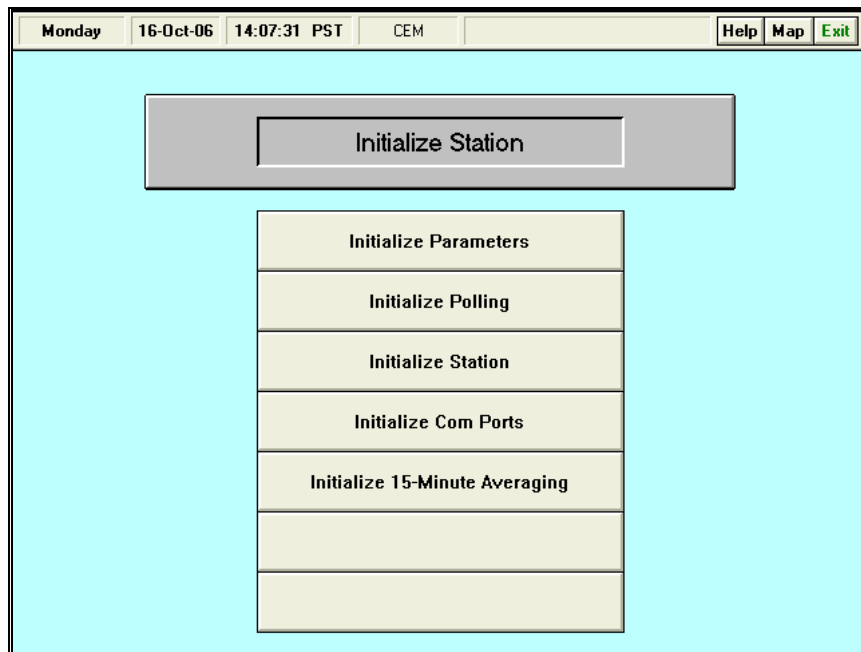 Monday 16-Oct-06 14:07:31 PST CEM Help Map Exit
Initialize Station
Initialize Parameters
Initialize Polling
Initialize Station
Initialize Com Ports
Initialize 15-Minute Averaging